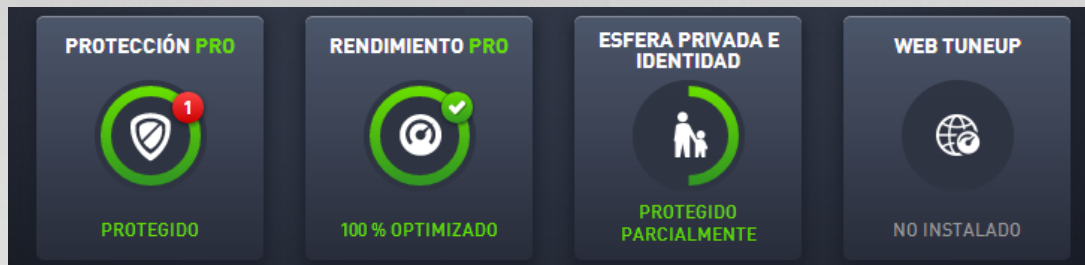 PROTECCIÓN PRO
1
PROTEGIDO
RENDIMIENTO PRO
100 % OPTIMIZADO
ESFERA PRIVADA E
IDENTIDAD
PROTEGIDO
PARCIALMENTE
WEB TUNEUP
NO INSTALADO